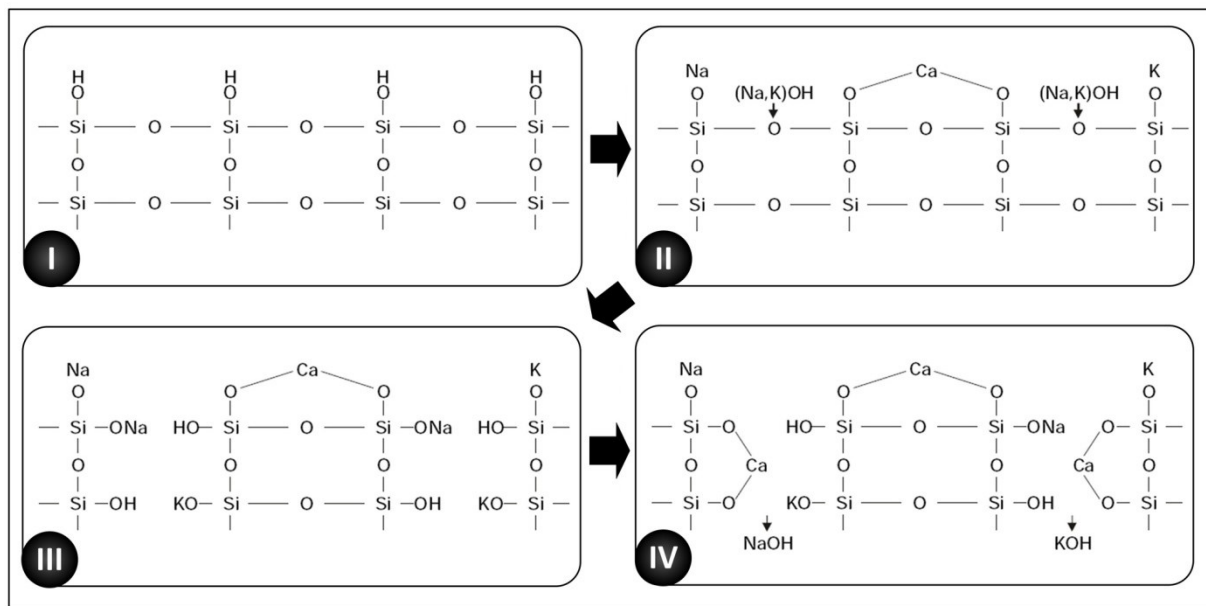 H H H H
O O O O
Si O Si O Si O Si
O O O O
Si O Si O Si O Si
I
Na Ca K
(Na,K)OH (Na,K)OH
O O O O
Si O Si O Si O Si
O O O O
Si O Si O Si O Si
II
Na Ca K
O O O O
Si ONa HO Si O Si ONa HO Si
O O O O
Si OH KO Si O Si OH KO Si
III
Na Ca K
O O O O
Si O HO Si O Si ONa O Si
O Ca O O Ca O
Si O KO Si O Si OH O Si
NaOH KOH
IV